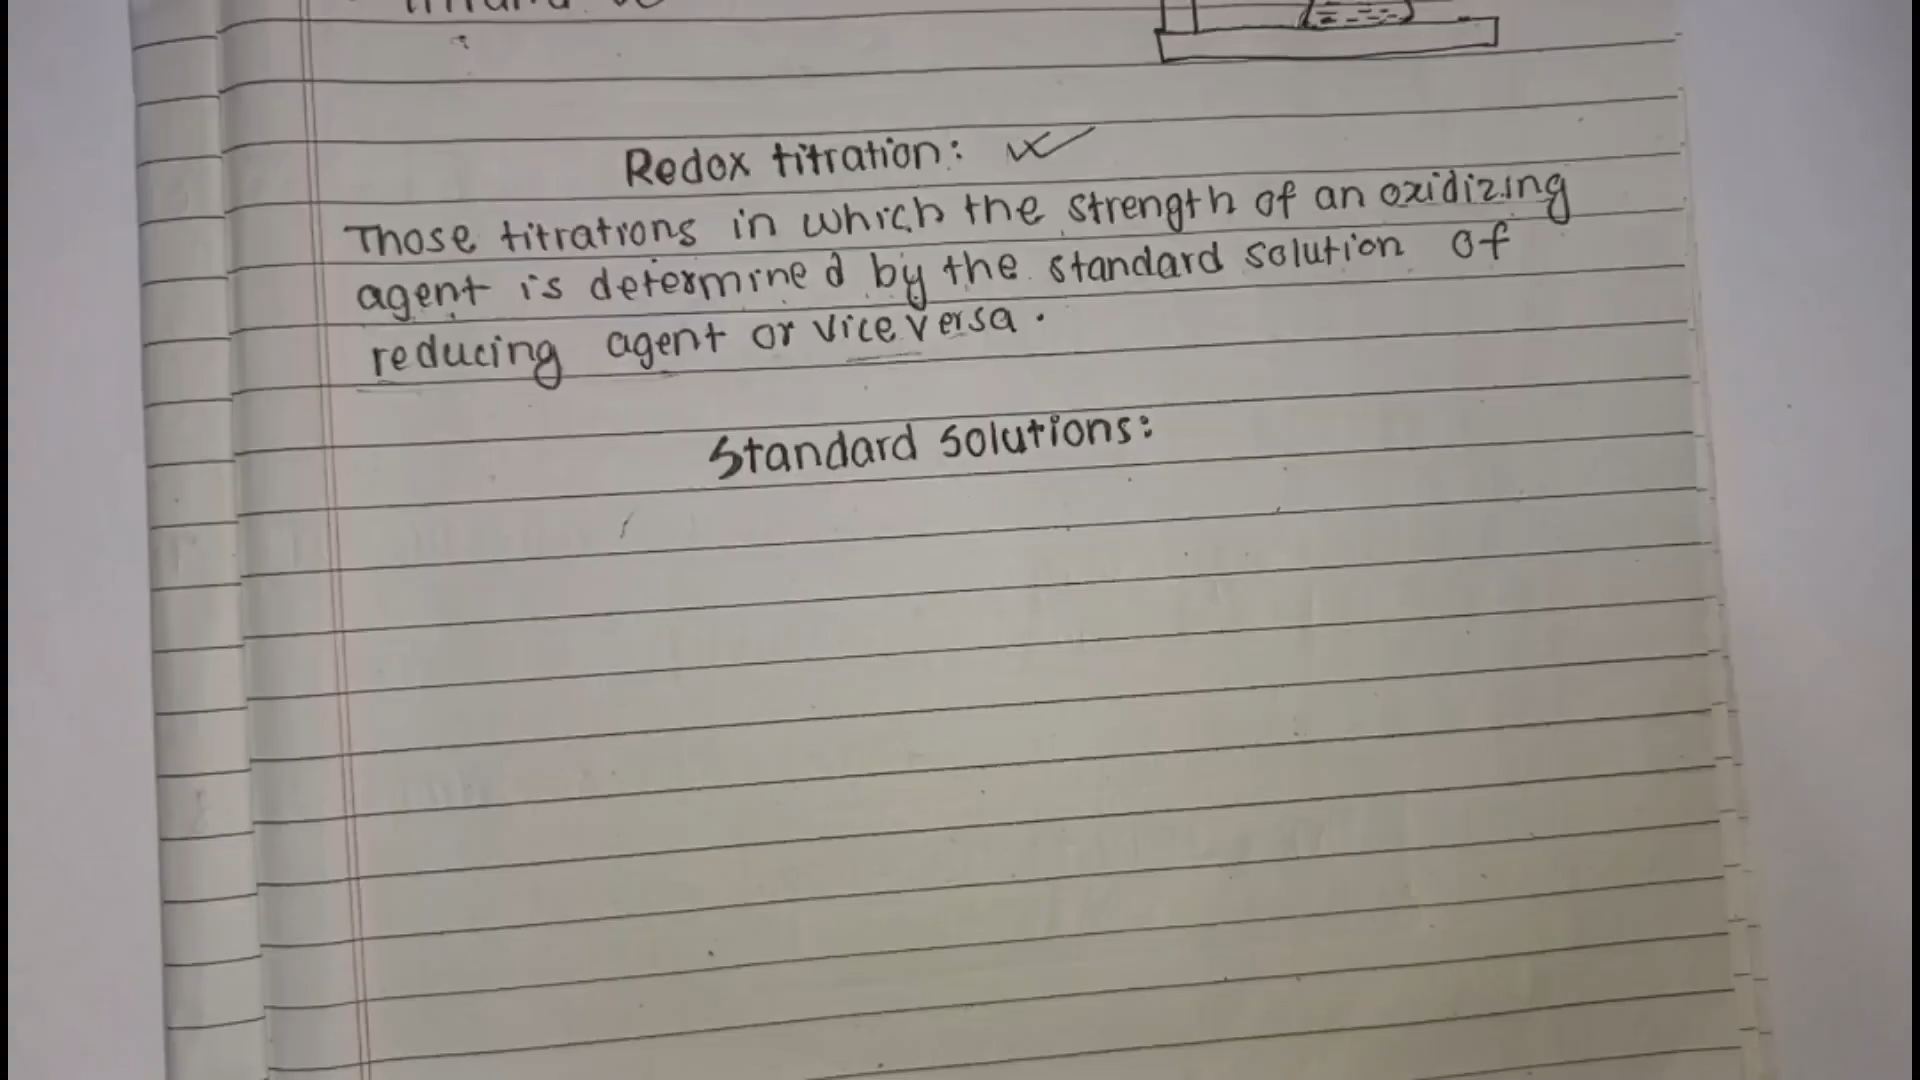 Redox titration:
Those titrations in which the strength of an oxidizing
agent is determined by the standard solution of
reducing agent or vice versa.
Standard solutions: